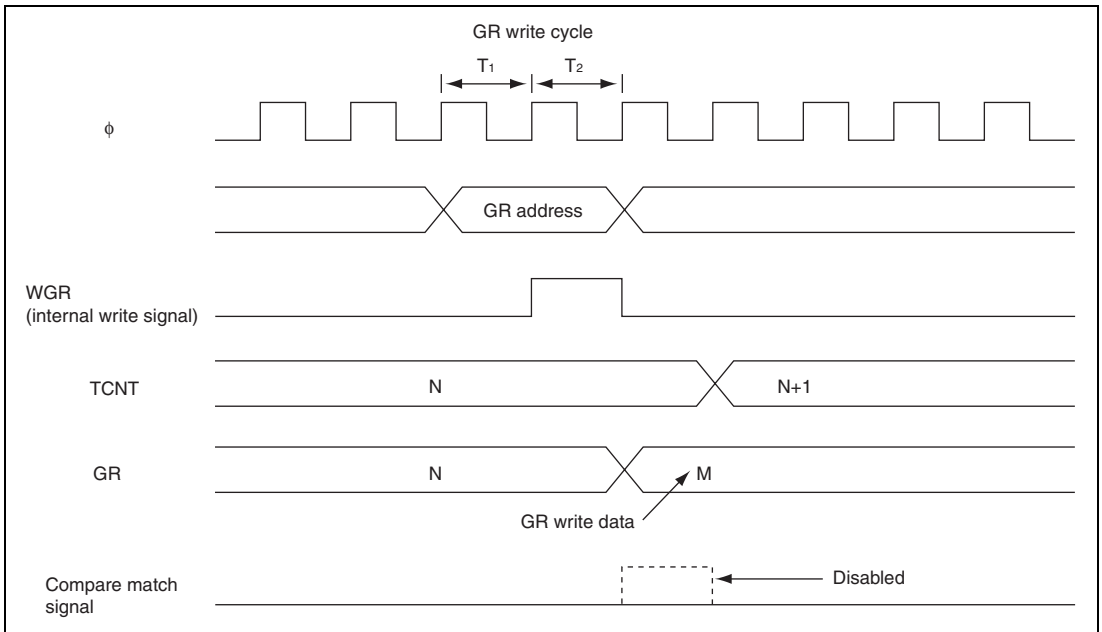 GR write cycle
T1 T2
ϕ
GR address
WGR
(internal write signal)
TCNT N N+1
GR N M
GR write data
Compare match
signal
Disabled